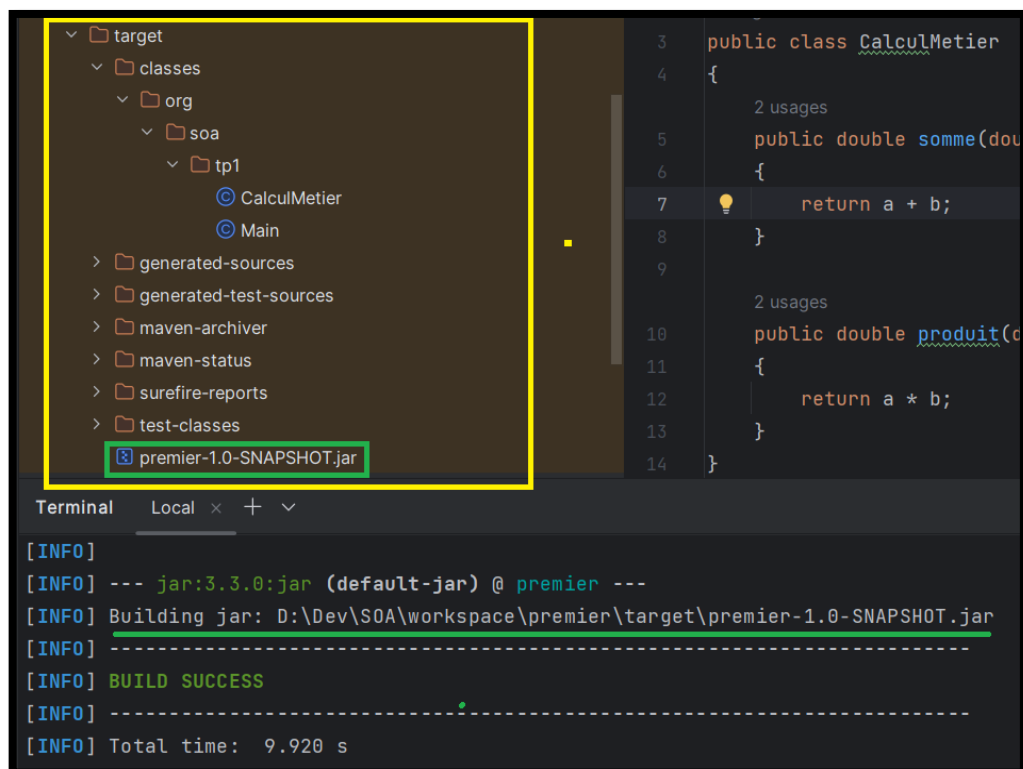 target
classes
org
soa
tp1
CalculMetier
Main
generated-sources
generated-test-sources
maven-archiver
maven-status
surefire-reports
test-classes
premier-1.0-SNAPSHOT.jar
3 public class CalculMetier
4 {
2 usages
5 public double somme(dou
6 {
7 return a + b;
8 }
9
2 usages
10 public double produit(d
11 {
12 return a * b;
13 }
14 }
Terminal Local × + 
[INFO]
[INFO] --- jar:3.3.0:jar (default-jar) @ premier ---
[INFO] Building jar: D:\Dev\SOA\workspace\premier\target\premier-1.0-SNAPSHOT.jar
[INFO] ------------------------------------------------------------------------
[INFO] BUILD SUCCESS
[INFO] ------------------------------------------------------------------------
[INFO] Total time:  9.920 s